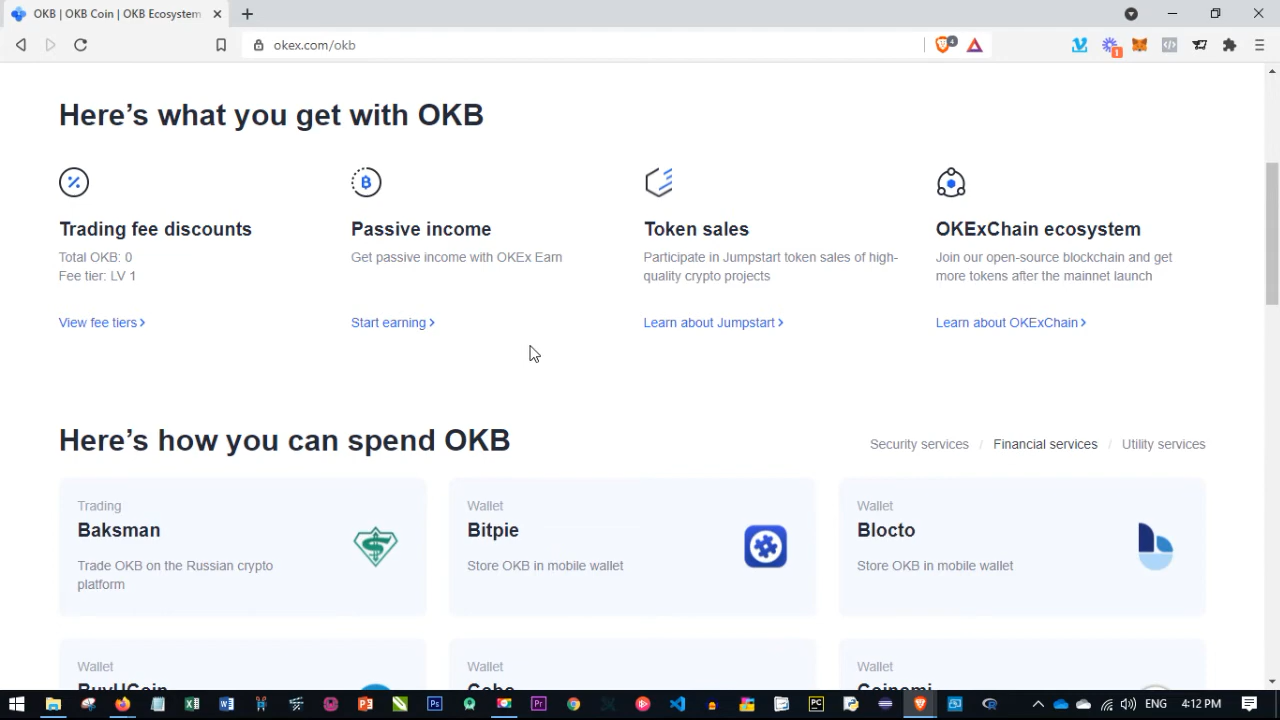 OKB | OKB Coin | OKB Ecosystem
okex.com/okb
4
1
Here's what you get with OKB
Trading fee discounts
Total OKB: 0
Fee tier: LV 1
View fee tiers
Passive income
Get passive income with OKEx Earn
Start earning
Token sales
Participate in Jumpstart token sales of high-
quality crypto projects
Learn about Jumpstart
OKExChain ecosystem
Join our open-source blockchain and get
more tokens after the mainnet launch
Learn about OKExChain
Here's how you can spend OKB
Security services / Financial services / Utility services
Trading
Baksman
Trade OKB on the Russian crypto
platform
Wallet
Bitpie
Store OKB in mobile wallet
Wallet
Blocto
Store OKB in mobile wallet
Wallet
BuyUCoin
Wallet
Cobo
Wallet
Coinomi
ENG
4:12 PM